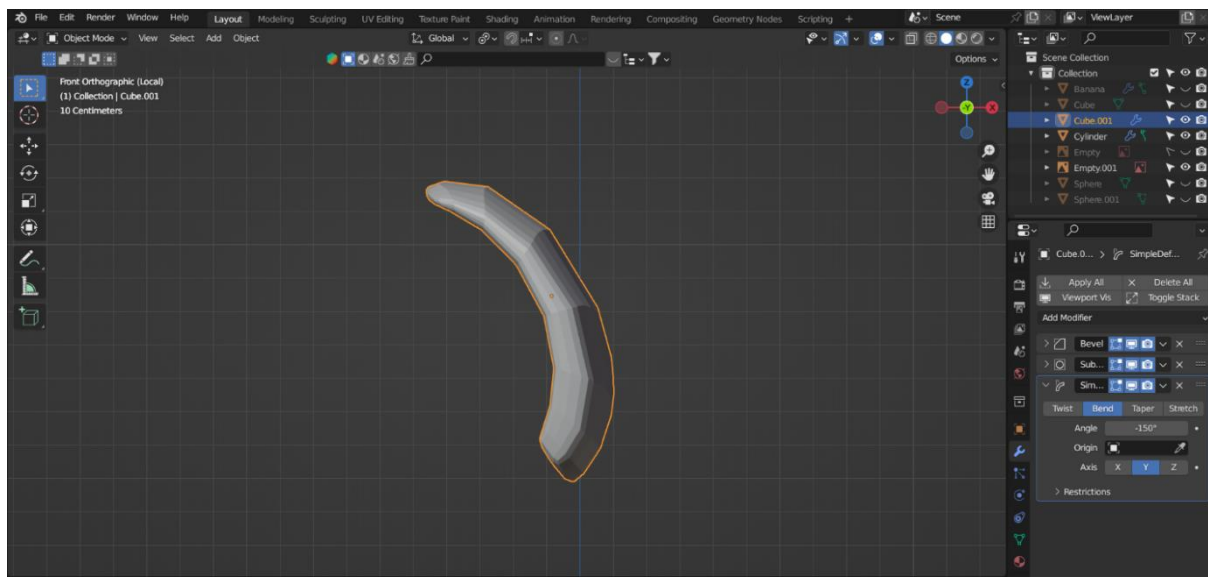 File Edit Render Window Help Layout Modeling Sculpting UV Editing Texture Paint Shading Animation Rendering Compositing Geometry Nodes Scripting + Scene ViewLayer
Object Mode View Select Add Object Global
Options
Front Orthographic (Local)
(1) Collection | Cube.001
10 Centimeters
Z
-Y
X
Scene Collection
Collection
Banana
Cube
Cube.001
Cylinder
Empty
Empty.001
Sphere
Sphere.001
Cube.0... > SimpleDef...
Apply All Delete All
Viewport Vis Toggle Stack
Add Modifier
Bevel
Sub...
Sim...
Twist Bend Taper Stretch
Angle -150°
Origin
Axis X Y Z
Restrictions